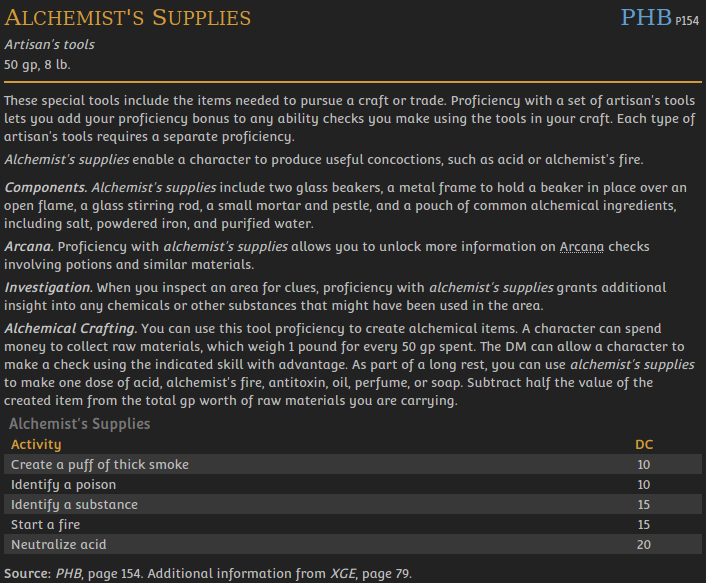 Alchemist's Supplies PHB P154
Artisan's tools
50 gp, 8 lb.
These special tools include the items needed to pursue a craft or trade. Proficiency with a set of artisan's tools
lets you add your proficiency bonus to any ability checks you make using the tools in your craft. Each type of
artisan's tools requires a separate proficiency.
Alchemist's supplies enable a character to produce useful concoctions, such as acid or alchemist's fire.
Components. Alchemist's supplies include two glass beakers, a metal frame to hold a beaker in place over an
open flame, a glass stirring rod, a small mortar and pestle, and a pouch of common alchemical ingredients,
including salt, powdered iron, and purified water.
Arcana. Proficiency with alchemist's supplies allows you to unlock more information on Arcana checks
involving potions and similar materials.
Investigation. When you inspect an area for clues, proficiency with alchemist's supplies grants additional
insight into any chemicals or other substances that might have been used in the area.
Alchemical Crafting. You can use this tool proficiency to create alchemical items. A character can spend
money to collect raw materials, which weigh 1 pound for every 50 gp spent. The DM can allow a character to
make a check using the indicated skill with advantage. As part of a long rest, you can use alchemist's supplies
to make one dose of acid, alchemist's fire, antitoxin, oil, perfume, or soap. Subtract half the value of the
created item from the total gp worth of raw materials you are carrying.
Alchemist's Supplies
Activity DC
Create a puff of thick smoke 10
Identify a poison 10
Identify a substance 15
Start a fire 15
Neutralize acid 20
Source: PHB, page 154. Additional information from XGE, page 79.